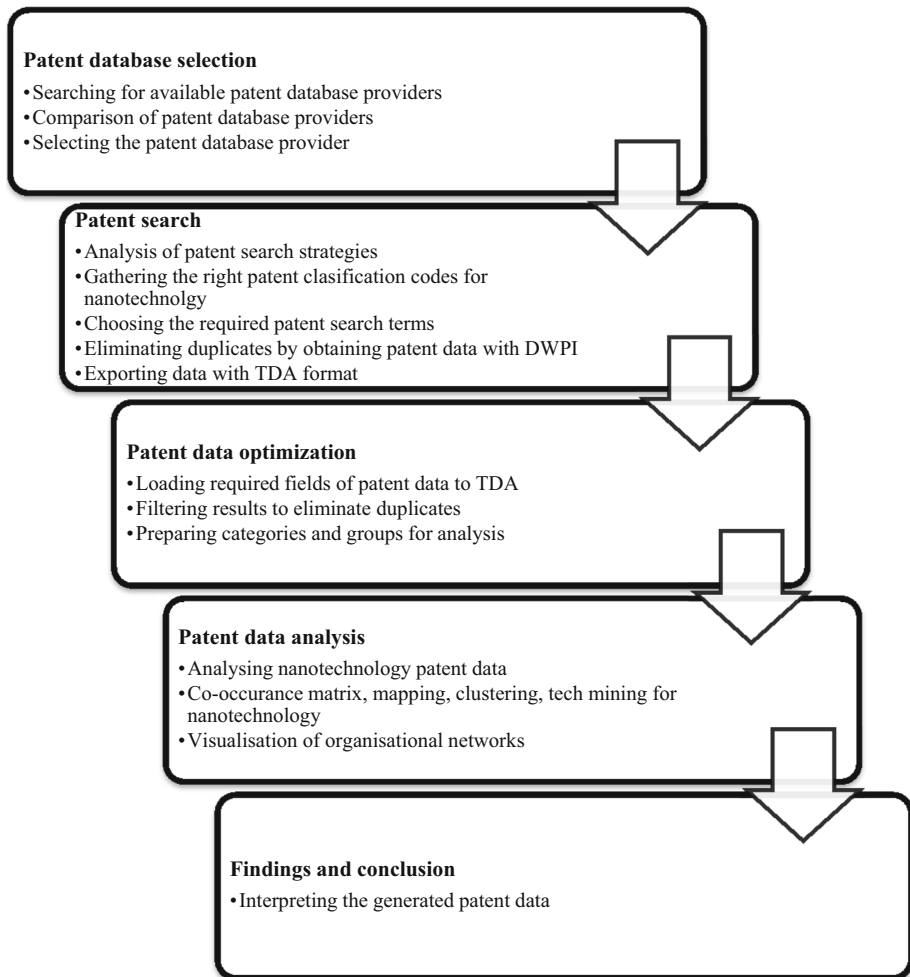 Patent database selection
•Searching for available patent database providers
•Comparison of patent database providers
•Selecting the patent database provider
Patent search
•Analysis of patent search strategies
•Gathering the right patent clasification codes for
nanotechnolgy
•Choosing the required patent search terms
•Eliminating duplicates by obtaining patent data with DWPI
•Exporting data with TDA format
Patent data optimization
•Loading required fields of patent data to TDA
•Filtering results to eliminate duplicates
•Preparing categories and groups for analysis
Patent data analysis
•Analysing nanotechnology patent data
•Co-occurance matrix, mapping, clustering, tech mining for
nanotechnology
•Visualisation of organisational networks
Findings and conclusion
•Interpreting the generated patent data